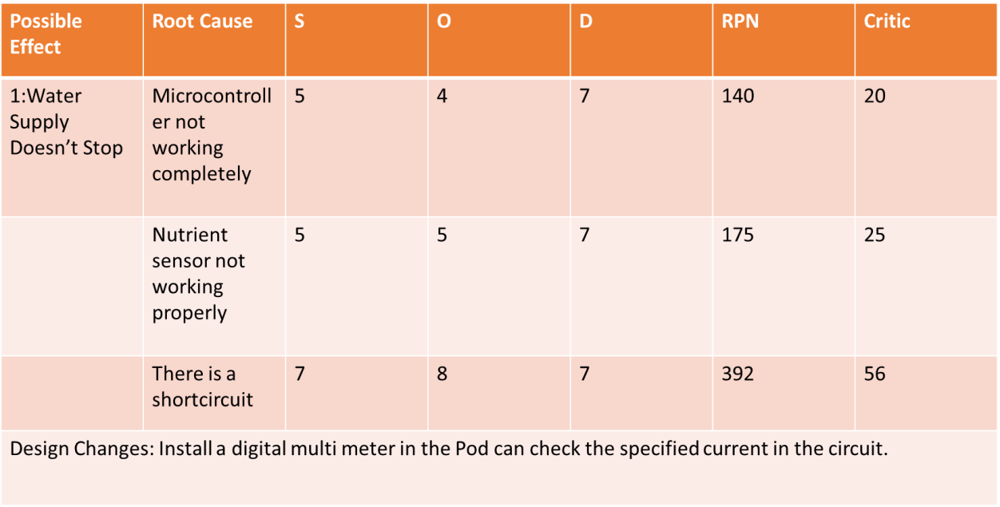 Possible Effect Root Cause S O D RPN Critic
1:Water Supply Doesn’t Stop Microcontroller not working completely 5 4 7 140 20
Nutrient sensor not working properly 5 5 7 175 25
There is a shortcircuit 7 8 7 392 56
Design Changes: Install a digital multi meter in the Pod can check the specified current in the circuit.